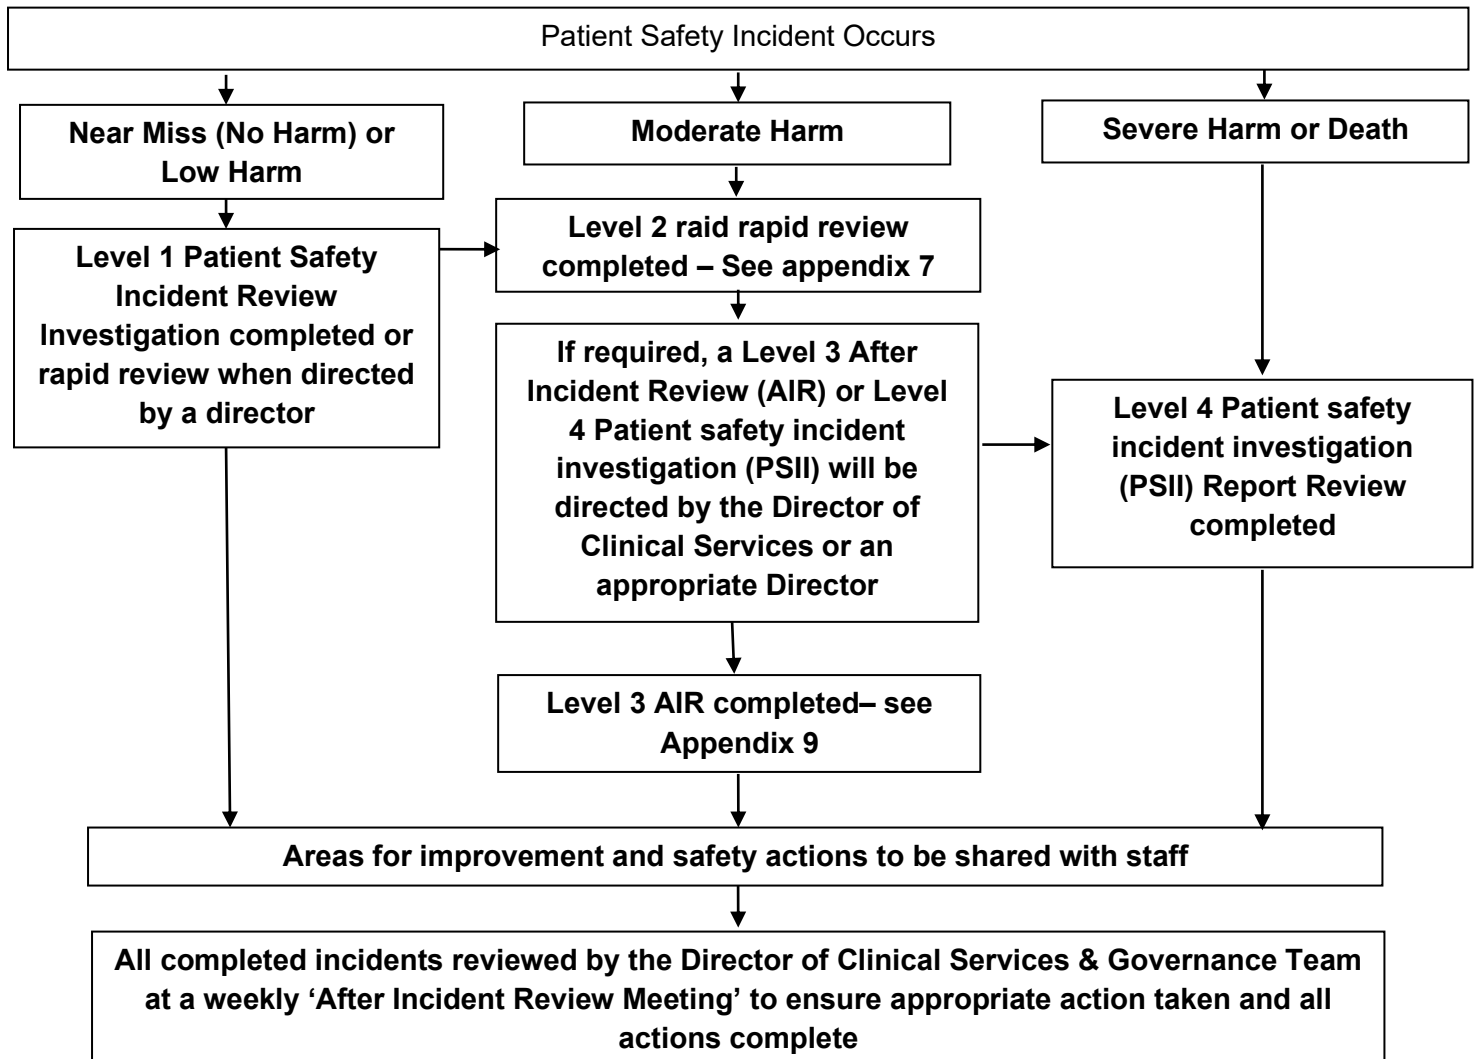 Patient Safety Incident Occurs
Near Miss (No Harm) or
Low Harm
Moderate Harm
Severe Harm or Death
Level 1 Patient Safety
Incident Review
Investigation completed or
rapid review when directed
by a director
Level 2 raid rapid review
completed – See appendix 7
If required, a Level 3 After
Incident Review (AIR) or Level
4 Patient safety incident
investigation (PSII) will be
directed by the Director of
Clinical Services or an
appropriate Director
Level 4 Patient safety
incident investigation
(PSII) Report Review
completed
Level 3 AIR completed– see
Appendix 9
Areas for improvement and safety actions to be shared with staff
All completed incidents reviewed by the Director of Clinical Services & Governance Team
at a weekly ‘After Incident Review Meeting’ to ensure appropriate action taken and all
actions complete